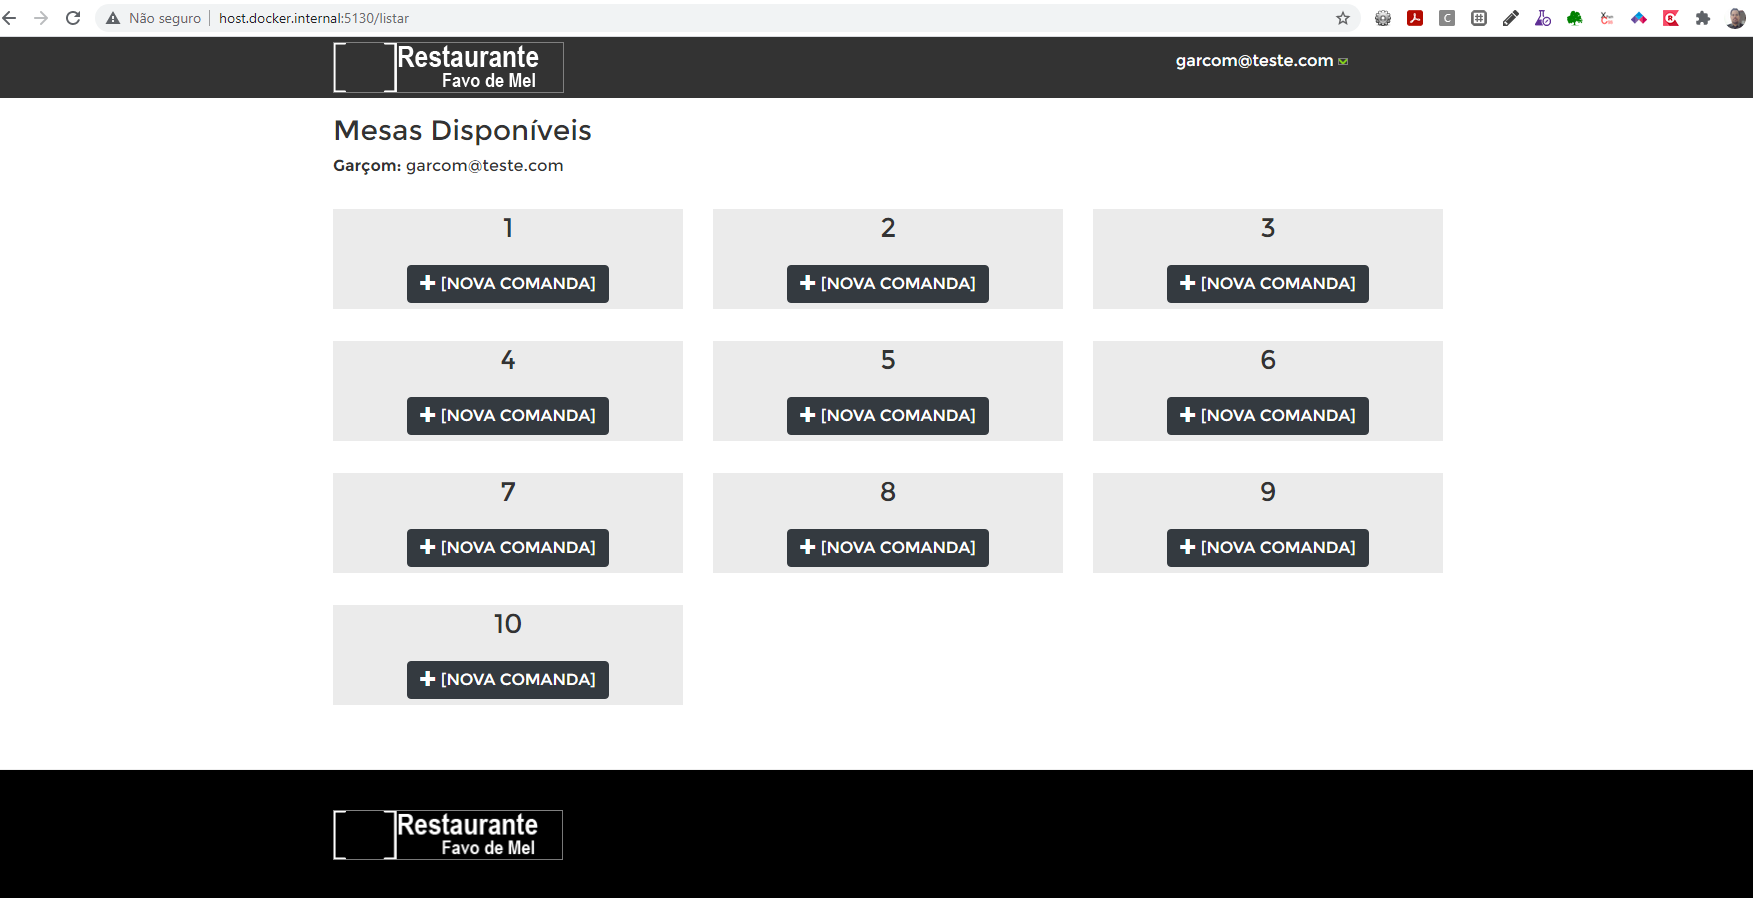 Não seguro host.docker.internal:5130/listar
Restaurante
Favo de Mel
garcom@teste.com
Mesas Disponíveis
Garçom: garcom@teste.com
1 2 3
[NOVA COMANDA] [NOVA COMANDA] [NOVA COMANDA]
4 5 6
[NOVA COMANDA] [NOVA COMANDA] [NOVA COMANDA]
7 8 9
[NOVA COMANDA] [NOVA COMANDA] [NOVA COMANDA]
10
[NOVA COMANDA]
Restaurante
Favo de Mel